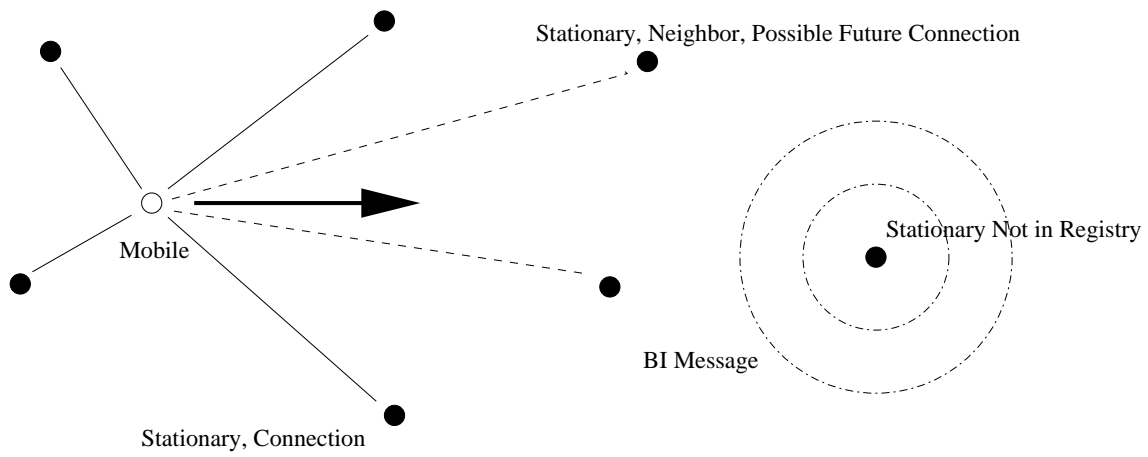 Stationary, Neighbor, Possible Future Connection
Stationary Not in Registry
Mobile
BI Message
Stationary, Connection